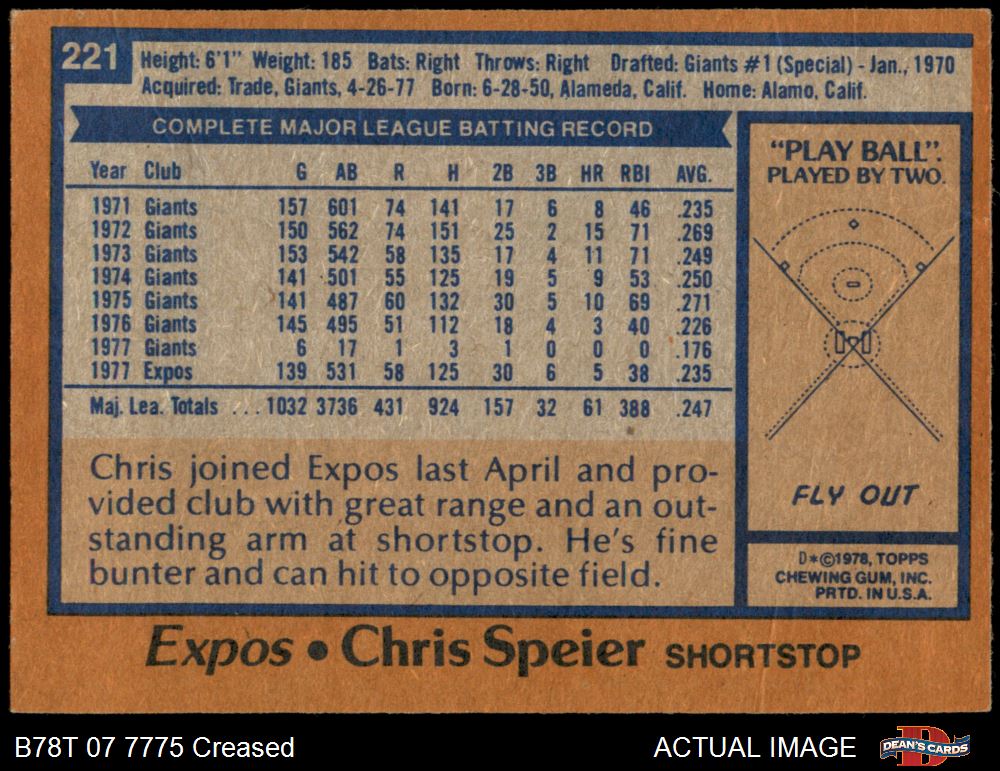 221
Height: 6'1" Weight: 185 Bats: Right Throws: Right Drafted: Giants #1 (Special) - Jan., 1970
Acquired: Trade, Giants, 4-26-77 Born: 6-28-50, Alameda, Calif. Home: Alamo, Calif.
COMPLETE MAJOR LEAGUE BATTING RECORD
Year Club G AB R H 2B 3B HR RBI AVG.
1971 Giants 157 601 74 141 17 6 8 46 .235
1972 Giants 150 562 74 151 25 2 15 71 .269
1973 Giants 153 542 58 135 17 4 11 71 .249
1974 Giants 141 501 55 125 19 5 9 53 .250
1975 Giants 141 487 60 132 30 5 10 69 .271
1976 Giants 145 495 51 112 18 4 3 40 .226
1977 Giants 6 17 1 3 1 0 0 0 .176
1977 Expos 139 531 58 125 30 6 5 38 .235
Maj. Lea. Totals ... 1032 3736 431 924 157 32 61 388 .247
Chris joined Expos last April and pro-
vided club with great range and an out-
standing arm at shortstop. He's fine
bunter and can hit to opposite field.
"PLAY BALL".
PLAYED BY TWO.
FLY OUT
D*©1978, TOPPS
CHEWING GUM, INC.
PRTD. IN U.S.A.
Expos • Chris Speier SHORTSTOP
B78T 07 7775 Creased
ACTUAL IMAGE
D
DEAN'S CARDS